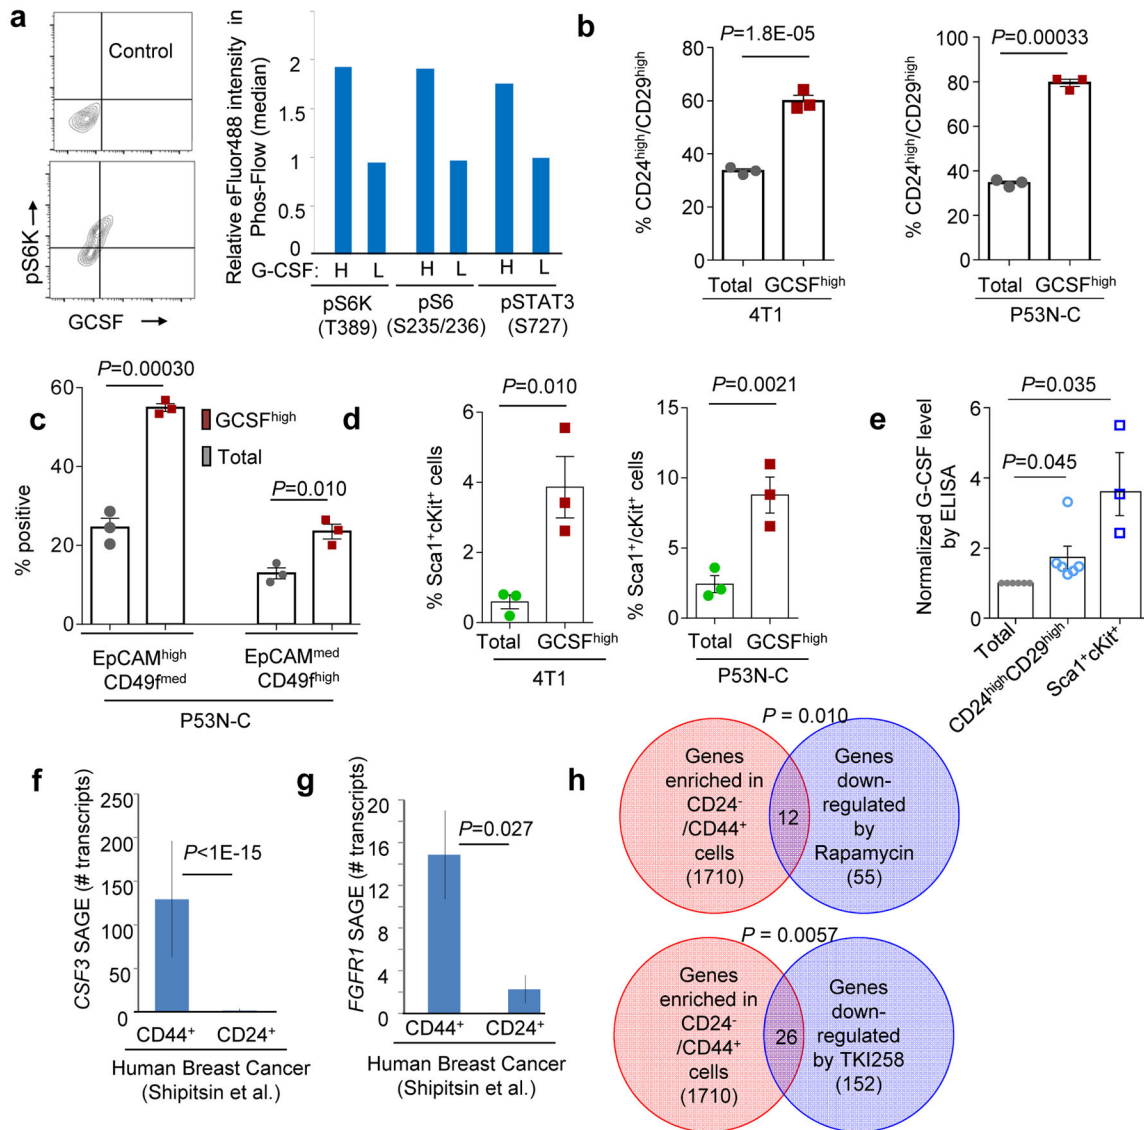 a
Control
pS6K
GCSF
Relative eFluor488 intensity in
Phos-Flow (median)
2
1.5
1
0.5
0
G-CSF: H L H L H L
pS6K pS6 pSTAT3
(T389) (S235/236) (S727)
b
P=1.8E-05
% CD24high/CD29high
80
60
40
20
0
Total GCSFhigh
4T1
P=0.00033
% CD24high/CD29high
100
80
60
40
20
0
Total GCSFhigh
P53N-C
c
P=0.00030
GCSFhigh
Total
P=0.010
% positive
60
40
20
0
EpCAMhigh EpCAMmed
CD49fmed CD49fhigh
P53N-C
d
P=0.010
% Sca1+cKit+ cells
6
4
2
0
Total GCSFhigh
4T1
P=0.0021
% Sca1+/cKit+ cells
15
10
5
0
Total GCSFhigh
P53N-C
e
P=0.035
P=0.045
Normalized G-CSF level
by ELISA
6
4
2
0
Total
CD24highCD29high
Sca1+cKit+
f
CSF3 SAGE (# transcripts)
250
200
150
100
50
0
P<1E-15
CD44+ CD24+
Human Breast Cancer
(Shipitsin et al.)
g
FGFR1 SAGE (# transcripts)
20
16
12
8
4
0
P=0.027
CD44+ CD24+
Human Breast Cancer
(Shipitsin et al.)
h
P = 0.010
Genes
enriched in
CD24-
/CD44+
cells
(1710)
12
Genes
down-
regulated
by
Rapamycin
(55)
P = 0.0057
Genes
enriched in
CD24-
/CD44+
cells
(1710)
26
Genes
down-
regulated
by TKI258
(152)